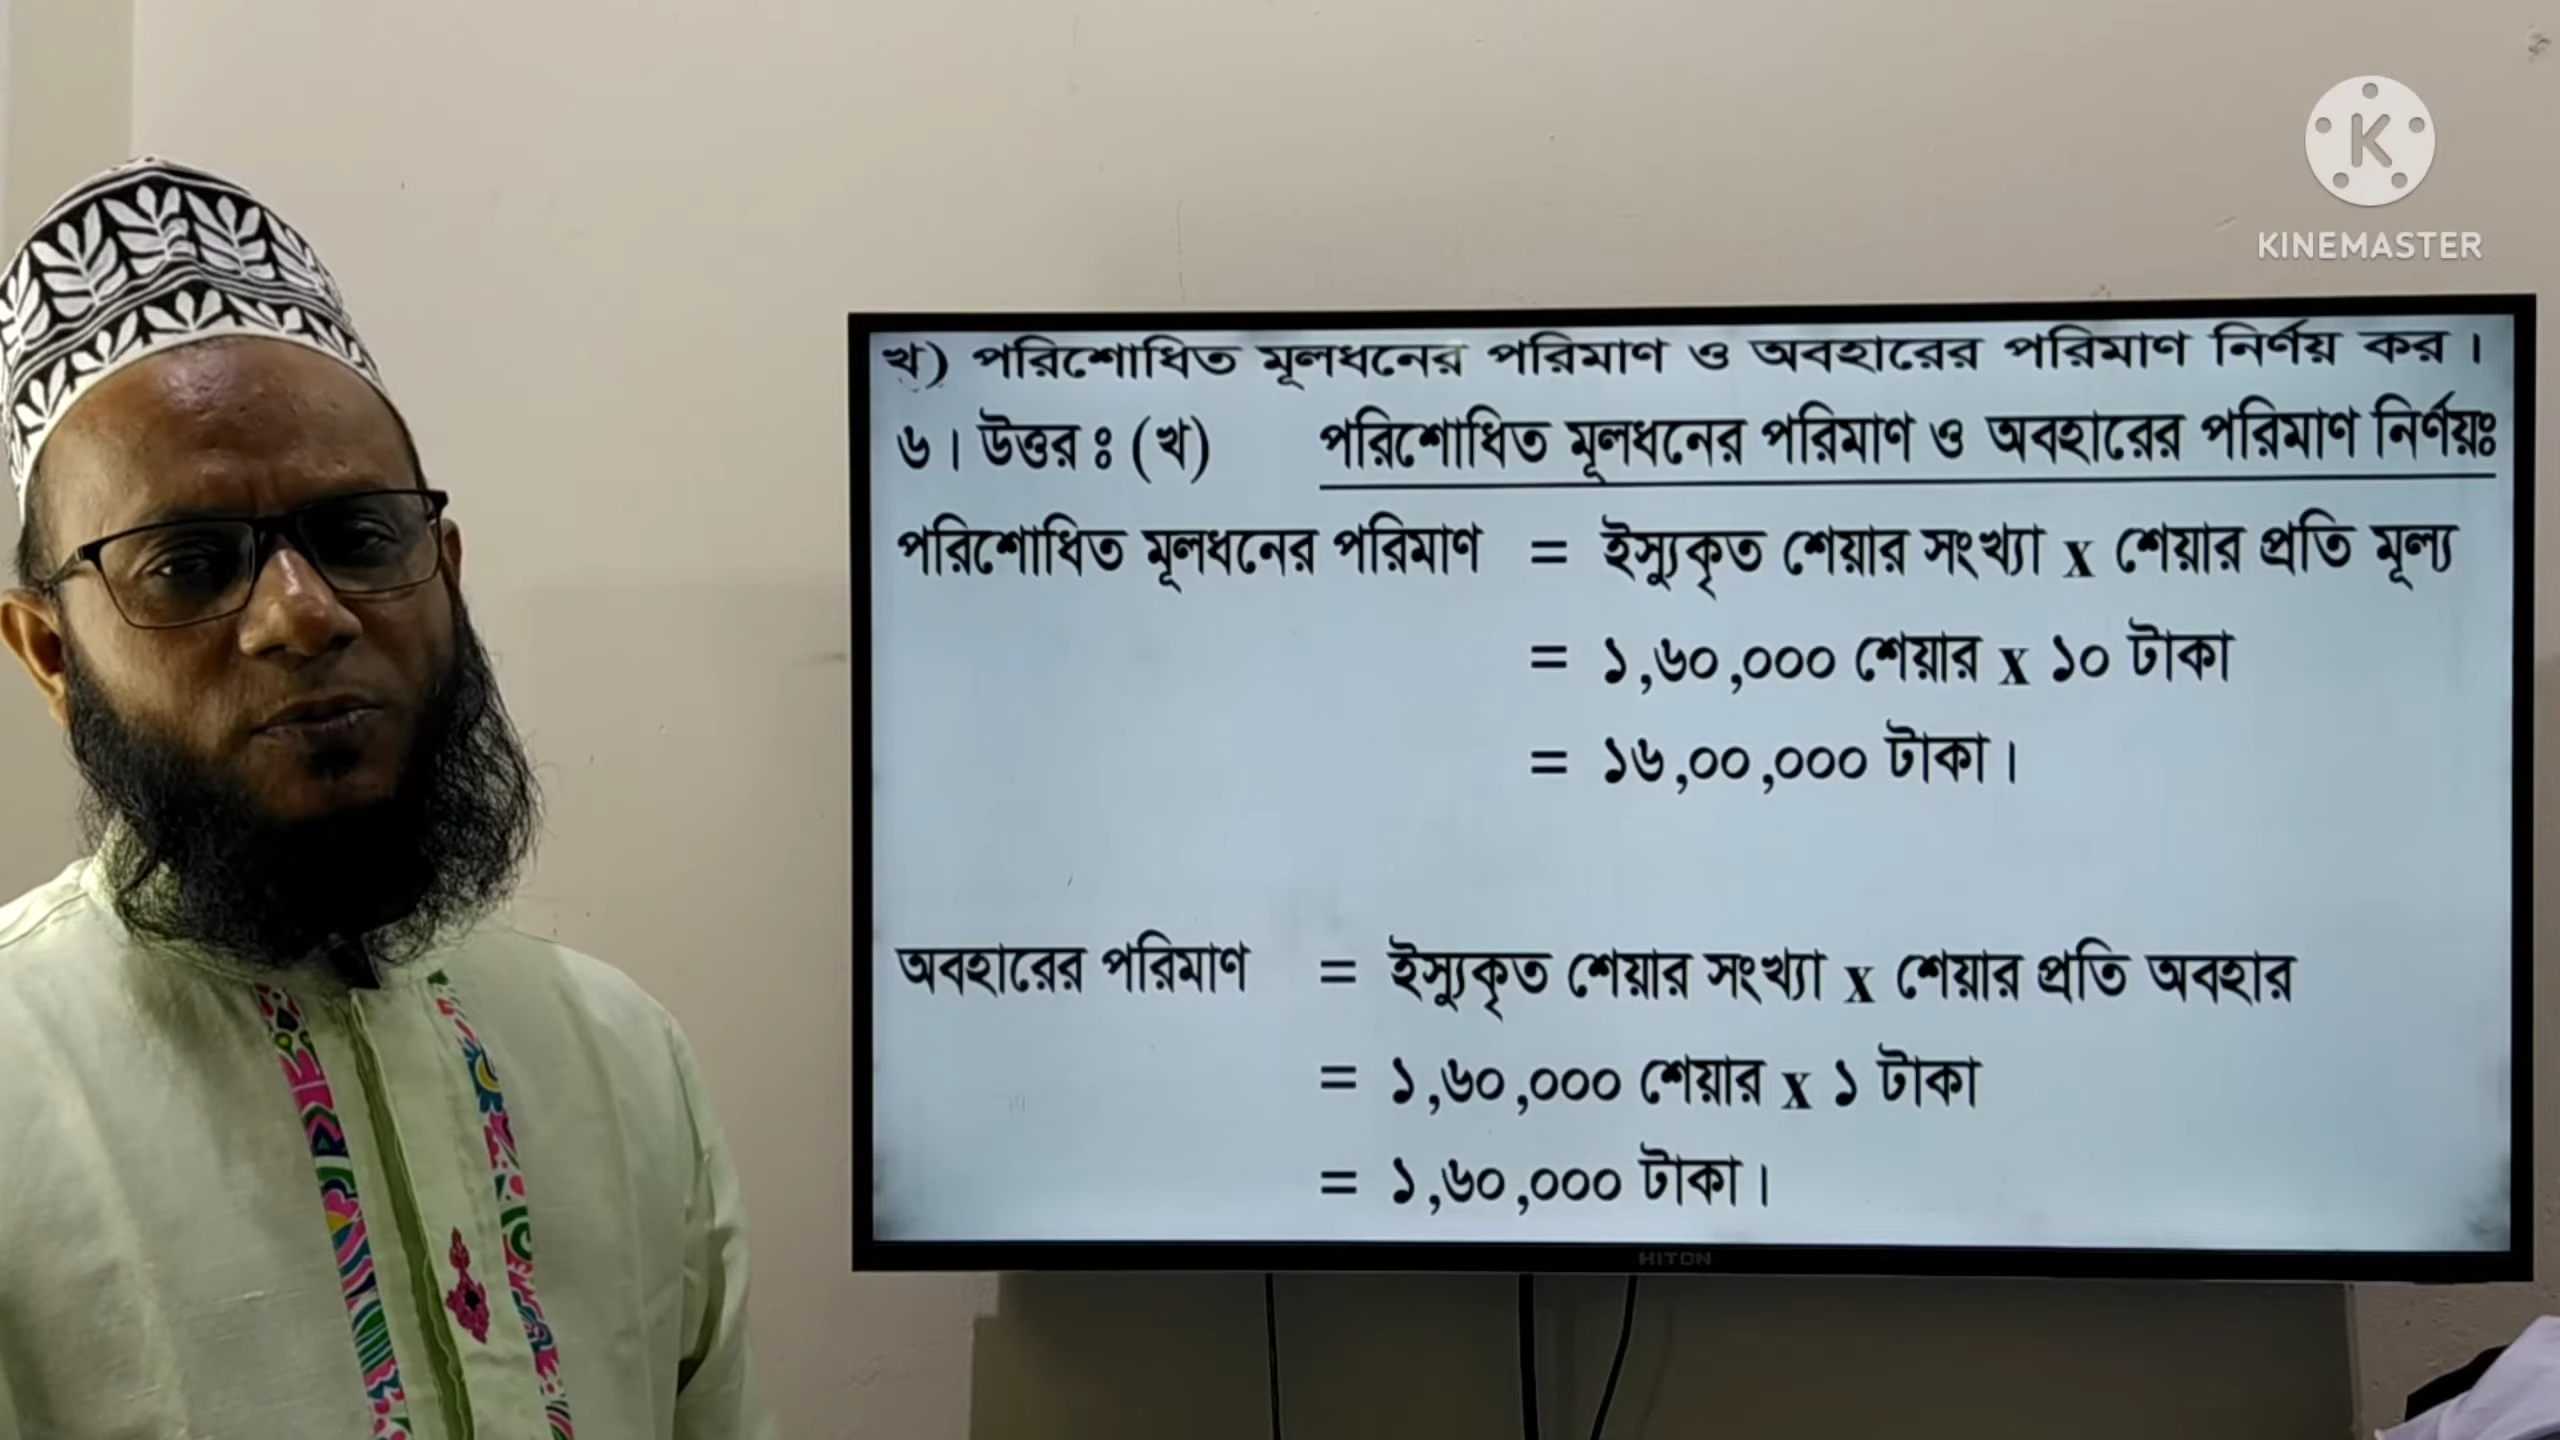 K
KINEMASTER
খ) পরিশোধিত মূলধনের পরিমাণ ও অবহারের পরিমাণ নির্ণয় কর ।
৬। উত্তর ঃ (খ) পরিশোধিত মূলধনের পরিমাণ ও অবহারের পরিমাণ নির্ণয়ঃ
পরিশোধিত মূলধনের পরিমাণ = ইস্যুকৃত শেয়ার সংখ্যা x শেয়ার প্রতি মূল্য
= ১,৬০,০০০ শেয়ার x ১০ টাকা
= ১৬,০০,০০০ টাকা।
অবহারের পরিমাণ = ইস্যুকৃত শেয়ার সংখ্যা x শেয়ার প্রতি অবহার
= ১,৬০,০০০ শেয়ার x ১ টাকা
= ১,৬০,০০০ টাকা।
HITON